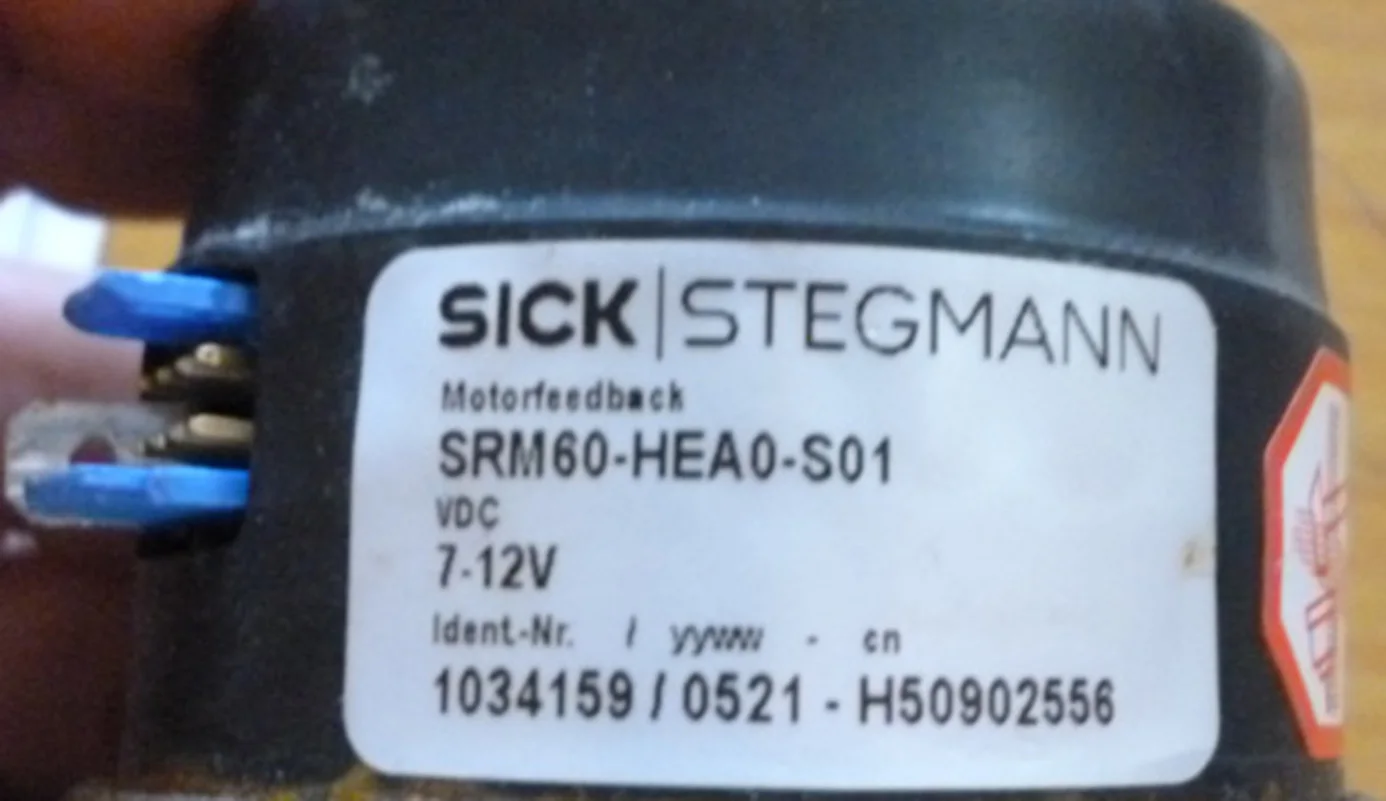 SICK|STEGMANN
Motorfeedback
SRM60-HEA0-S01
VDC
7-12V
Ident.-Nr. / yyww - cn
1034159 / 0521 - H50902556